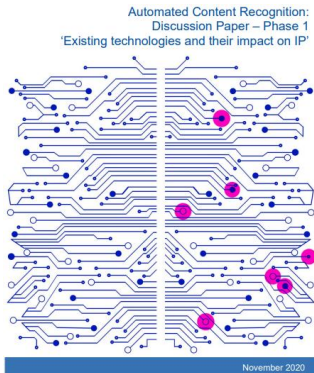 Automated Content Recognition:
Discussion Paper – Phase 1
‘Existing technologies and their impact on IP’
November 2020